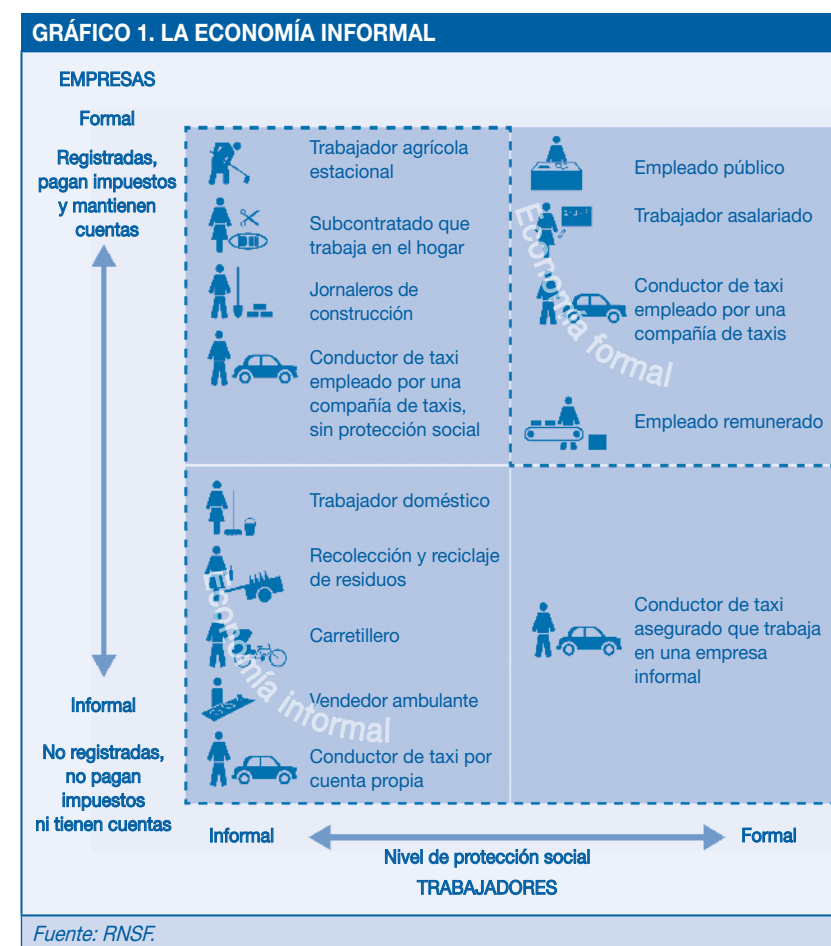 GRÁFICO 1. LA ECONOMÍA INFORMAL
EMPRESAS
Formal
Registradas,
pagan impuestos
y mantienen
cuentas
Trabajador agrícola
estacional
Subcontratado que
trabaja en el hogar
Jornaleros de
construcción
Conductor de taxi
empleado por una
compañía de taxis,
sin protección social
Empleado público
Trabajador asalariado
Conductor de taxi
empleado por una
compañía de taxis
Empleado remunerado
Economía formal
Trabajador doméstico
Recolección y reciclaje
de residuos
Carretillero
Vendedor ambulante
Conductor de taxi por
cuenta propia
Economía informal
Conductor de taxi
asegurado que trabaja
en una empresa
informal
Informal
No registradas,
no pagan
impuestos
ni tienen cuentas
Informal
Formal
Nivel de protección social
TRABAJADORES
Fuente: RNSF.